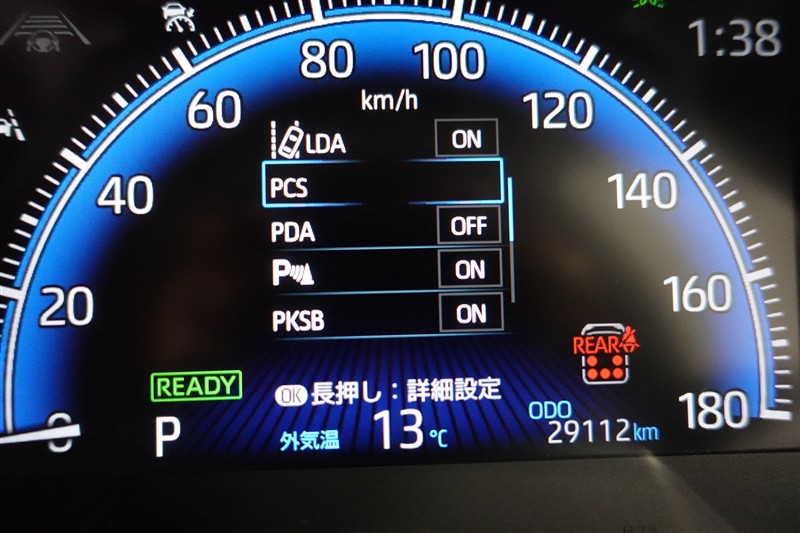 1:38
80 100
km/h
60 120
LDA ON
40 PCS 140
PDA OFF
P ON
20 160
PKSB ON
REAR
READY
OK 長押し：詳細設定
0 P 外気温 13℃ ODO 180
29112km